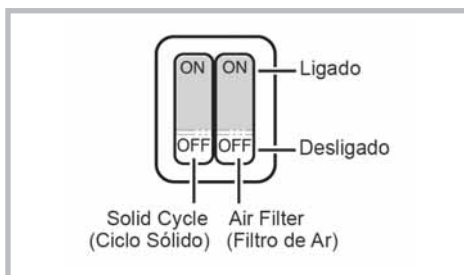 ON ON Ligado
OFF OFF Desligado
Solid Cycle Air Filter
(Ciclo Sólido) (Filtro de Ar)